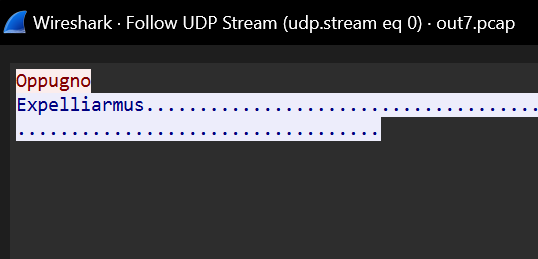 Wireshark · Follow UDP Stream (udp.stream eq 0) · out7.pcap
Oppugno
Expelliarmus.....................................
..................................